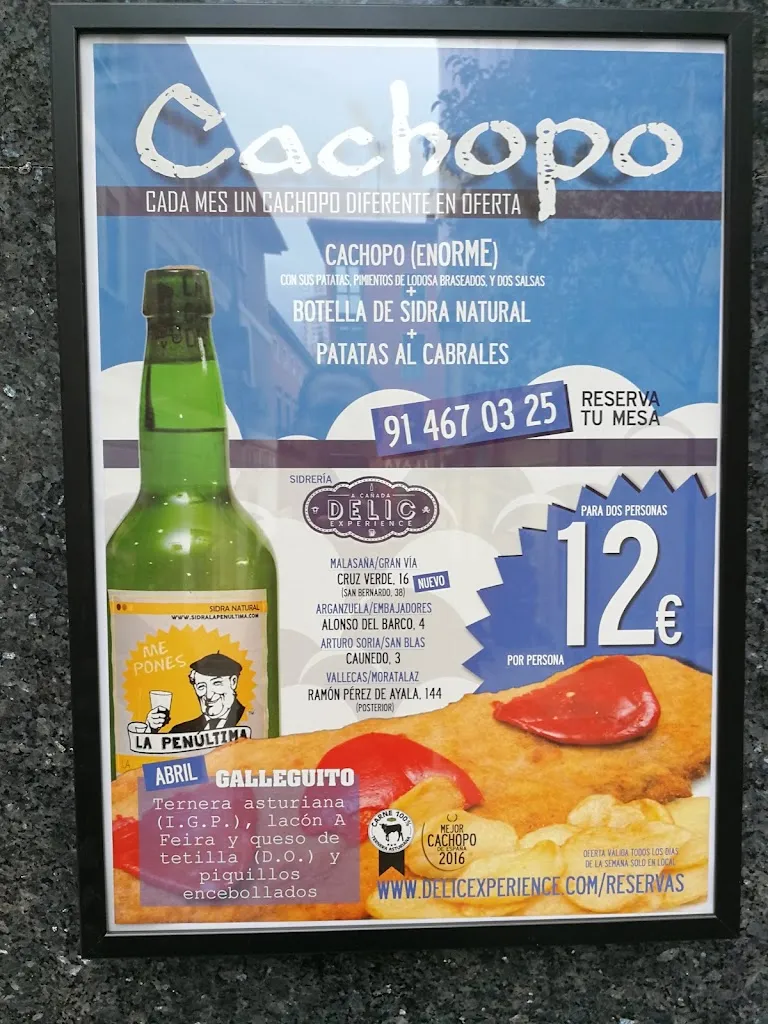 Cachopo
CADA MES UN CACHOPO DIFERENTE EN OFERTA
CACHOPO (ENORME)
CON SUS PATATAS, PIMIENTOS DE LODOSA BRASEADOS, Y DOS SALSAS
+
BOTELLA DE SIDRA NATURAL
+
PATATAS AL CABRALES
91 467 03 25
RESERVA
TU MESA
SIDRERÍA
A CAÑADA
DELIC
EXPERIENCE
MALASAÑA/GRAN VÍA
CRUZ VERDE, 16 NUEVO
(SAN BERNARDO, 38)
ARGANZUELA/EMBAJADORES
ALONSO DEL BARCO, 4
ARTURO SORIA/SAN BLAS
CAUNEDO, 3
VALLECAS/MORATALAZ
RAMÓN PÉREZ DE AYALA, 144
(POSTERIOR)
PARA DOS PERSONAS
12€
POR PERSONA
SIDRA NATURAL
WWW.SIDRALAPENULTIMA.COM
ME
PONES
LA PENÚLTIMA
ABRIL GALLEGUITO
Ternera asturiana
(I.G.P.), lacón A
Feira y queso de
tetilla (D.O.) y
piquillos
encebollados
CARNE 100%
TERNERA ASTURIANA
MEJOR
CACHOPO
DE ESPAÑA
2016
OFERTA VÁLIDA TODOS LOS DÍAS
DE LA SEMANA SOLO EN LOCAL
WWW.DELICEXPERIENCE.COM/RESERVAS